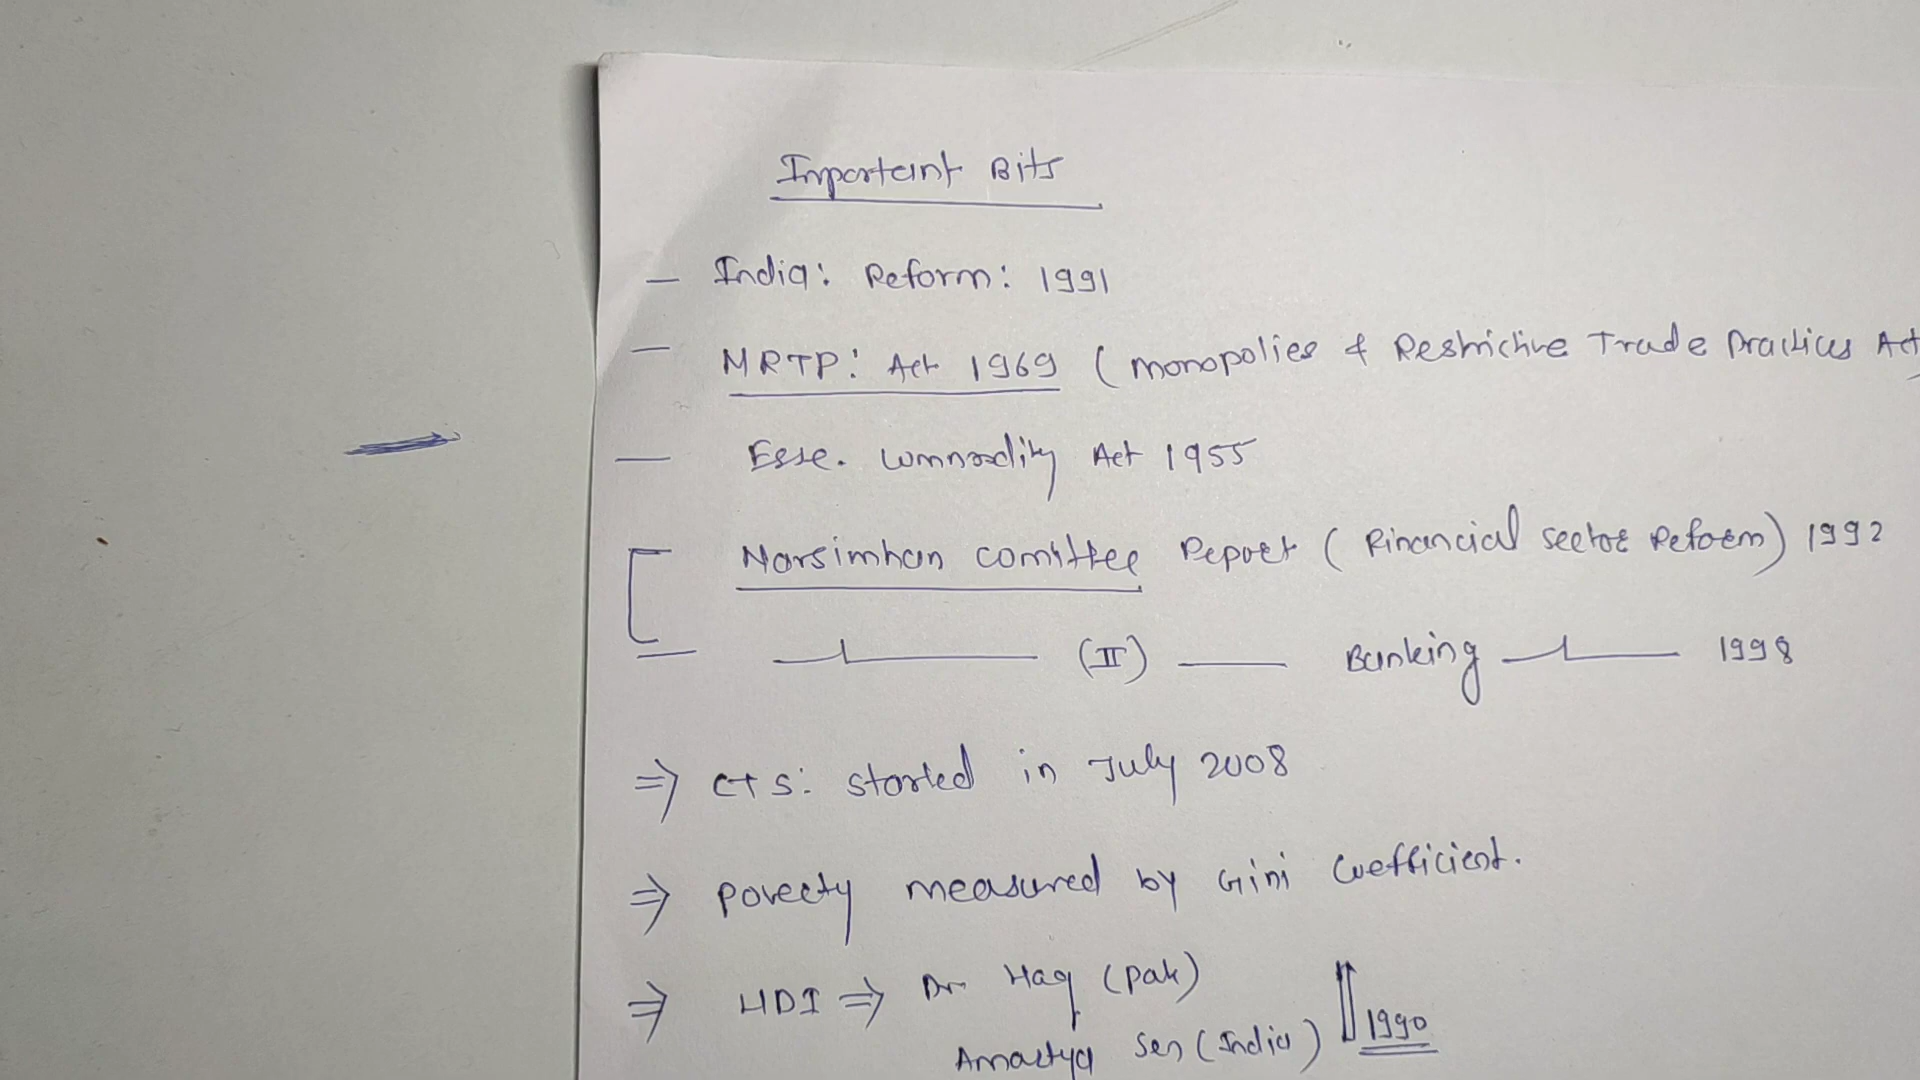 Important Bits
— India: Reform: 1991
— MRTP: Act 1969 (Monopolies & Restrictive Trade Practices Act
— Esse. Commodity Act 1955
Narsimhan comittee Report (Financial sector Reform) 1992
— (II) — Banking — 1998
⇒ CTS: started in July 2008
⇒ Poverty measured by Gini Coefficient.
⇒ HDI ⇒ Dr Haq (Pak)
Amartya Sen (India) 1990